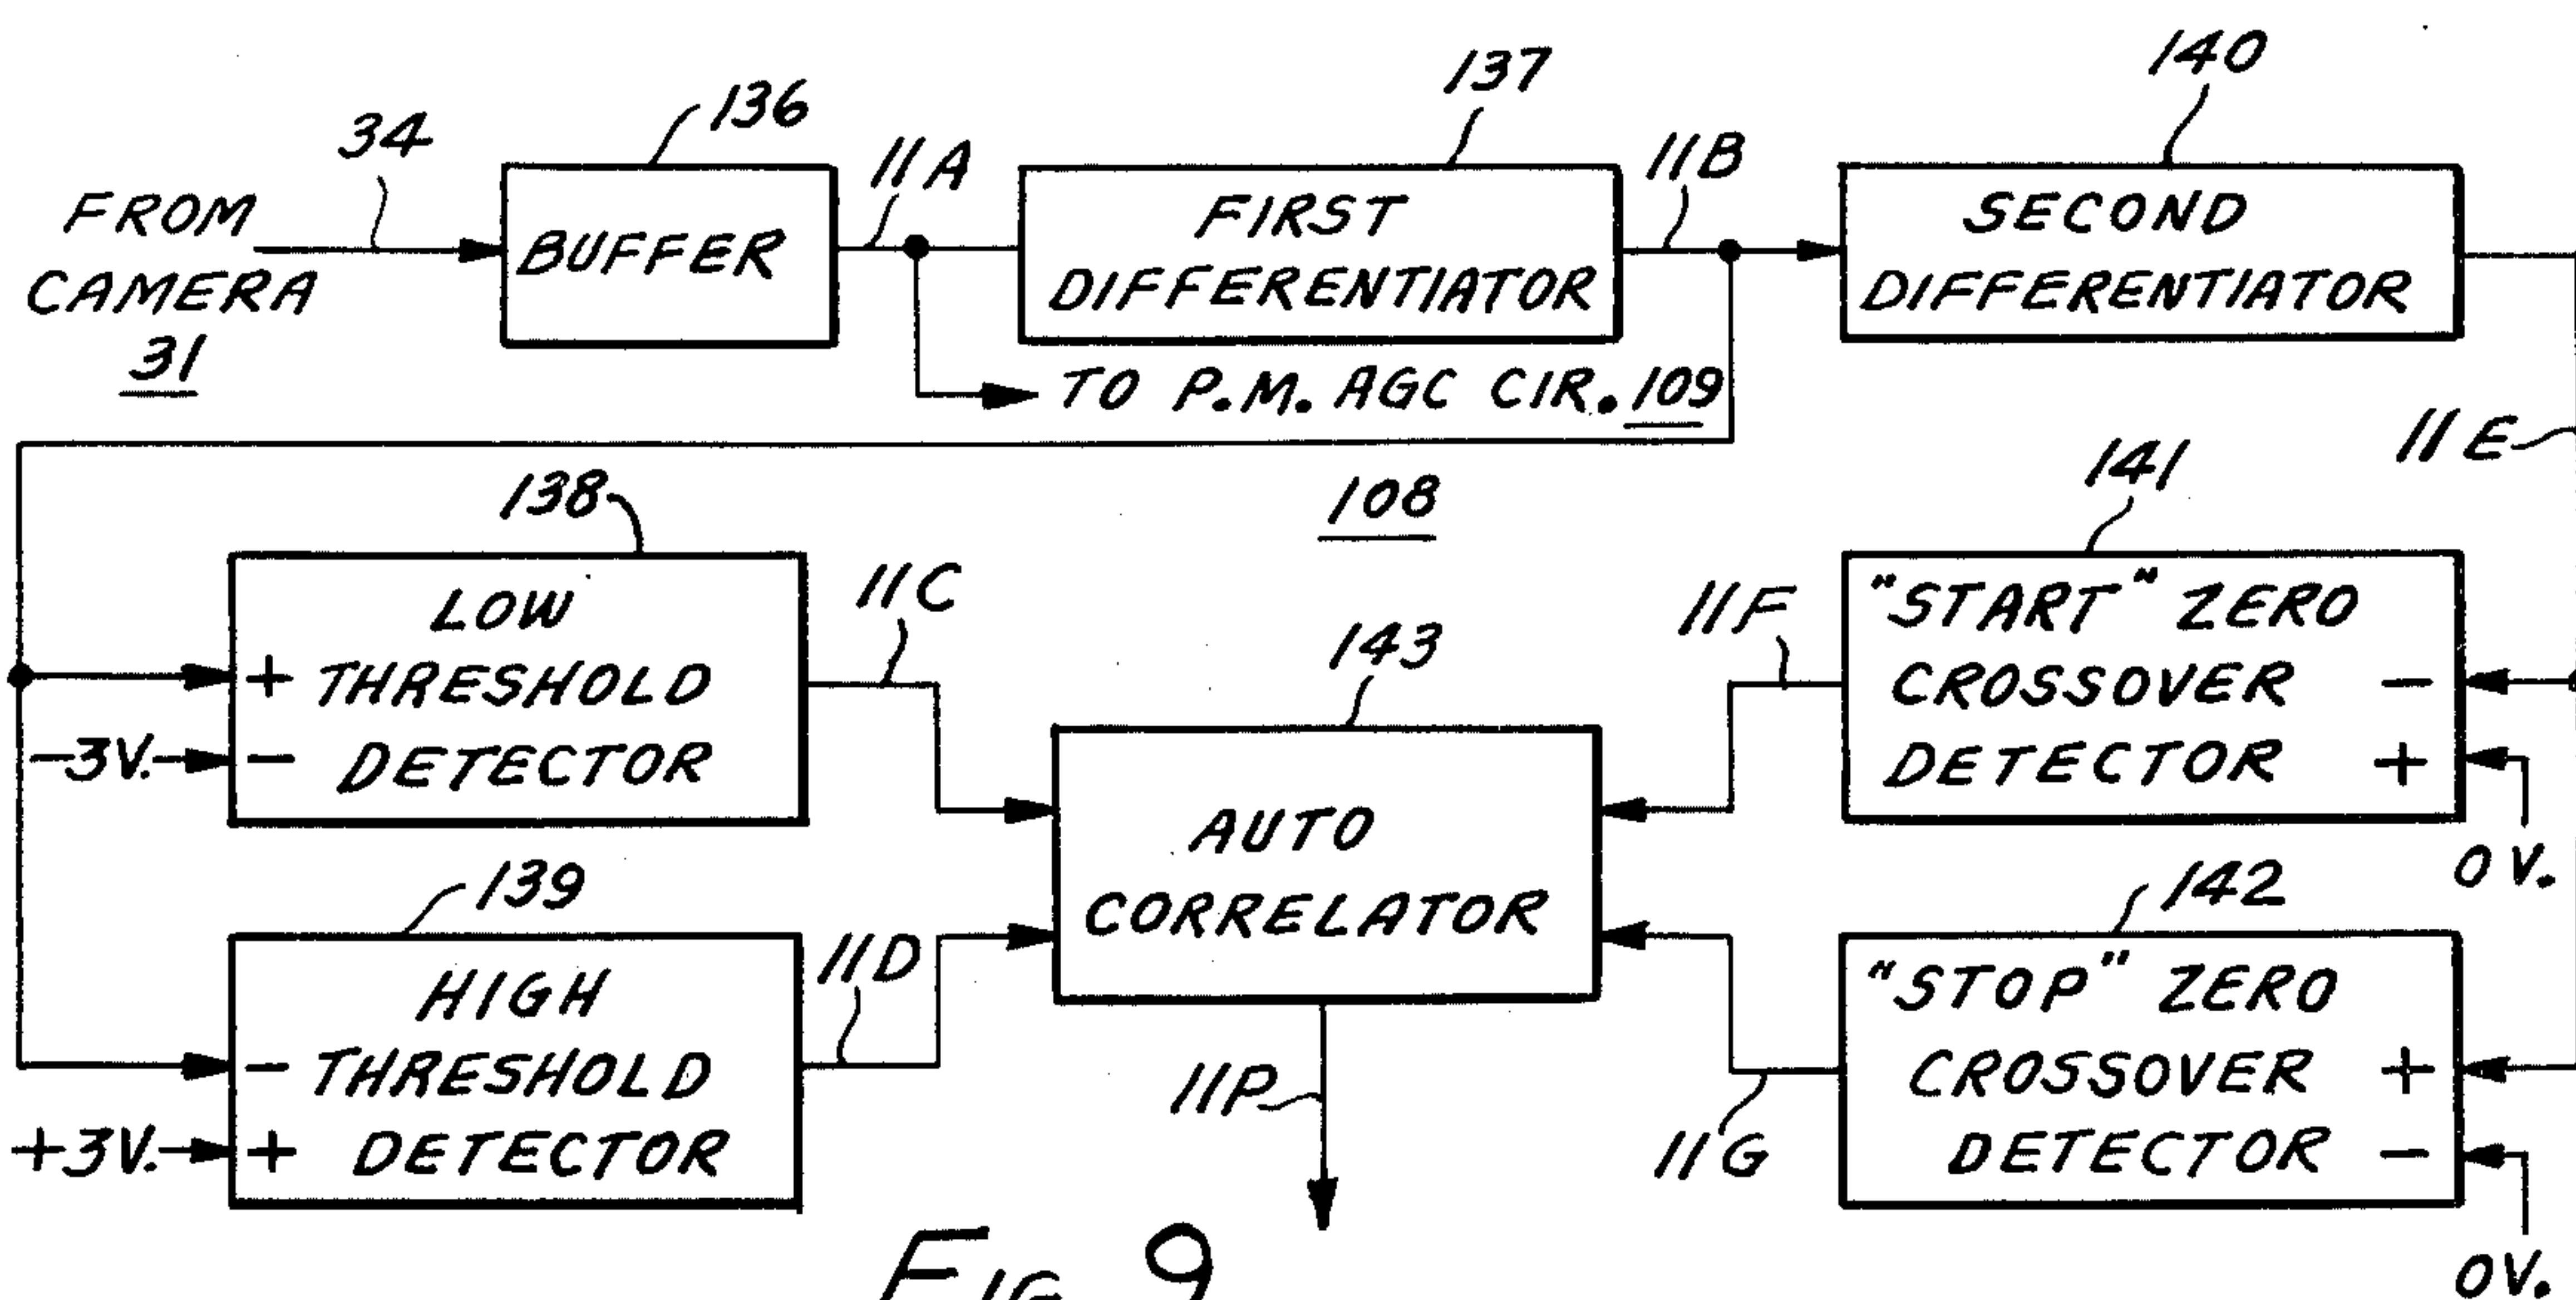 140
137
136
34
11A
11B
FROM
CAMERA
31
BUFFER
FIRST
DIFFERENTIATOR
SECOND
DIFFERENTIATOR
TO P.M. AGC CIR. 109
11E
138
108
141
LOW
+ THRESHOLD
-3V. - DETECTOR
11C
143
11F
"START" ZERO
CROSSOVER -
DETECTOR +
0V.
AUTO
CORRELATOR
139
142
HIGH
- THRESHOLD
+3V. + DETECTOR
11D
11P
11G
"STOP" ZERO
CROSSOVER +
DETECTOR -
0V.
FIG 9